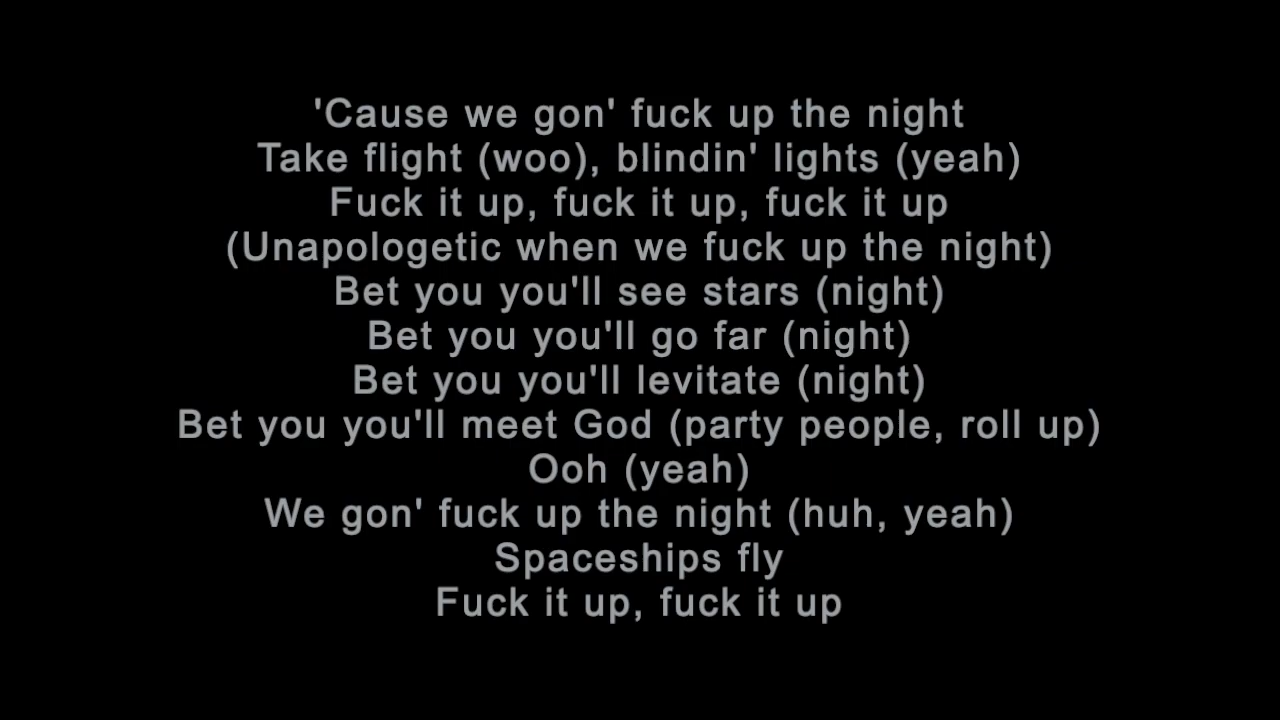 'Cause we gon' fuck up the night
Take flight (woo), blindin' lights (yeah)
Fuck it up, fuck it up, fuck it up
(Unapologetic when we fuck up the night)
Bet you you'll see stars (night)
Bet you you'll go far (night)
Bet you you'll levitate (night)
Bet you you'll meet God (party people, roll up)
Ooh (yeah)
We gon' fuck up the night (huh, yeah)
Spaceships fly
Fuck it up, fuck it up